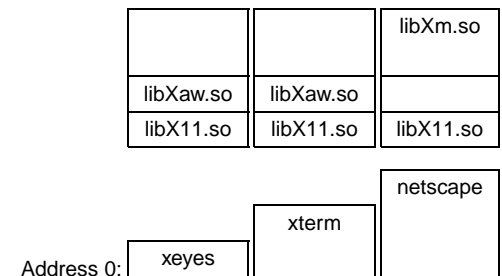 libXm.so
libXaw.so libXaw.so
libX11.so libX11.so libX11.so
netscape
xterm
Address 0: xeyes